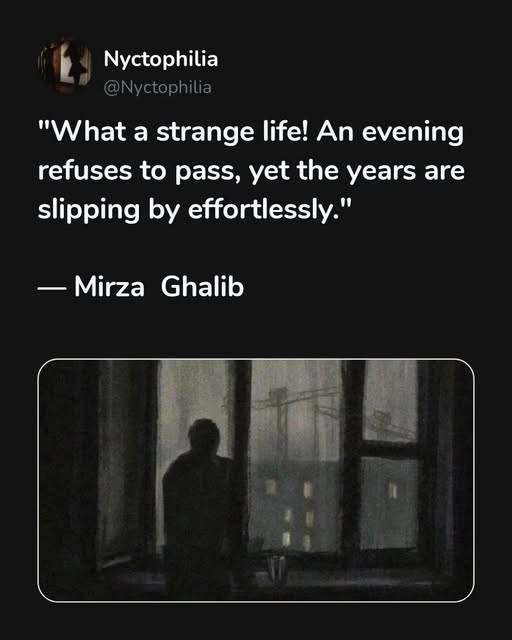 Nyctophilia
@Nyctophilia
"What a strange life! An evening
refuses to pass, yet the years are
slipping by effortlessly."
— Mirza  Ghalib